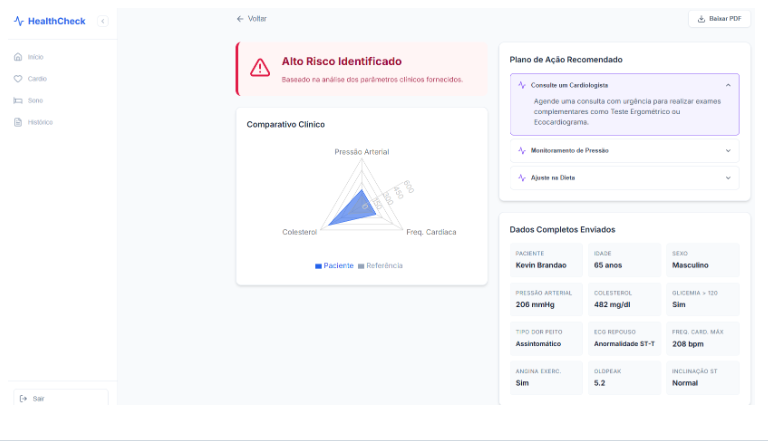 HealthCheck
Início
Cardio
Sono
Histórico
Sair
Voltar
Baixar PDF
Alto Risco Identificado
Baseado na análise dos parâmetros clínicos fornecidos.
Comparativo Clínico
Pressão Arterial
600
450
300
150
0
Colesterol
Freq. Cardíaca
Paciente
Referência
Plano de Ação Recomendado
Consulte um Cardiologista
Agende uma consulta com urgência para realizar exames
complementares como Teste Ergométrico ou
Ecocardiograma.
Monitoramento de Pressão
Ajuste na Dieta
Dados Completos Enviados
PACIENTE
Kevin Brandao
IDADE
65 anos
SEXO
Masculino
PRESSÃO ARTERIAL
206 mmHg
COLESTEROL
482 mg/dl
GLICEMIA > 120
Sim
TIPO DOR PEITO
Assintomático
ECG REPOUSO
Anormalidade ST-T
FREQ. CARD. MÁX
208 bpm
ANGINA EXERC.
Sim
OLDPEAK
5.2
INCLINAÇÃO ST
Normal